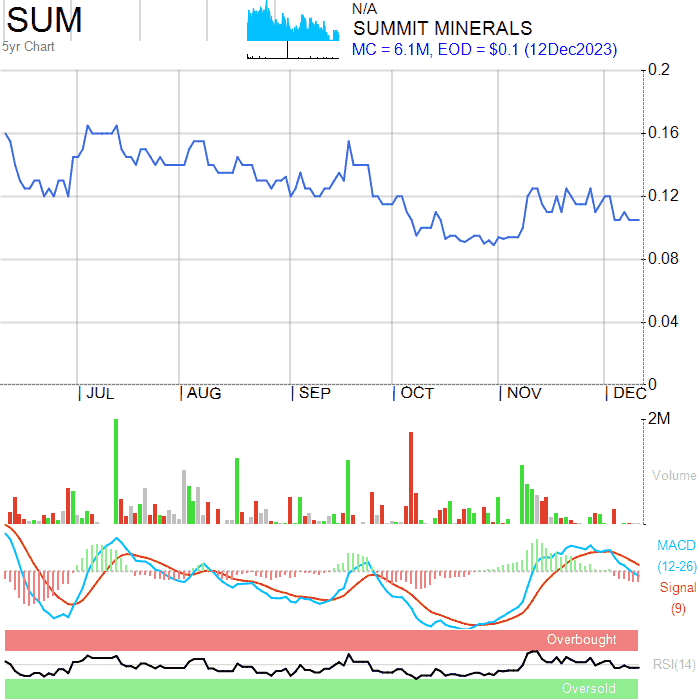 SUM
5yr Chart
N/A
SUMMIT MINERALS
MC = 6.1M, EOD = $0.1 (12Dec2023)
0.2
0.16
0.12
0.08
0.04
0
JUL AUG SEP OCT NOV DEC
2M
Volume
MACD
(12-26)
Signal
(9)
Overbought
RSI(14)
Oversold